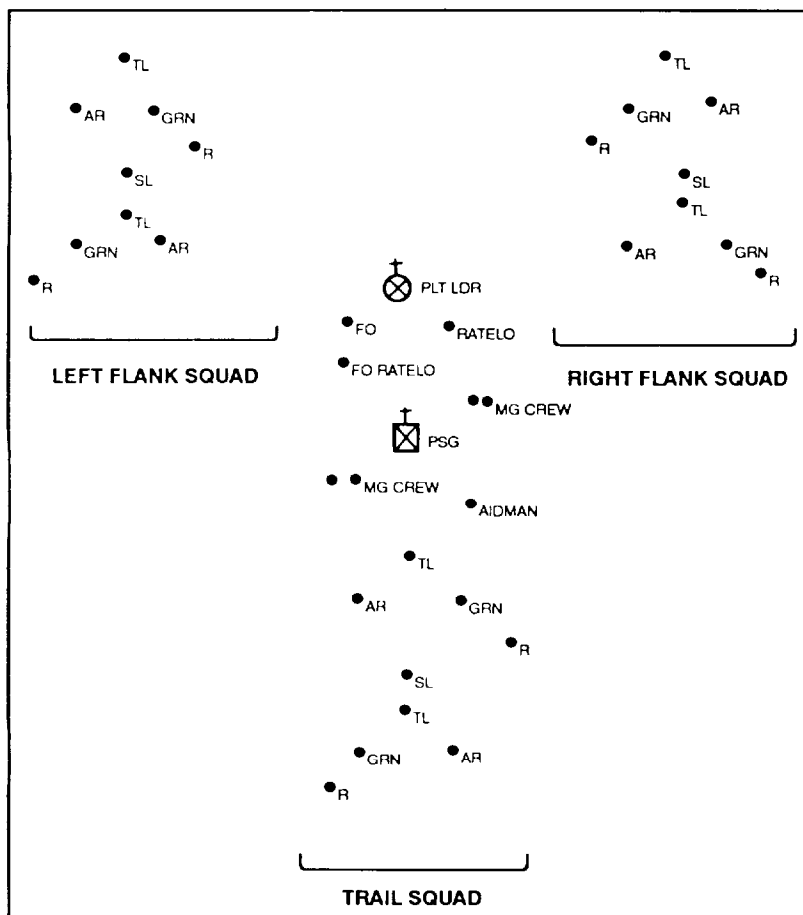 TL
AR
GRN
R
SL
TL
GRN
AR
R
LEFT FLANK SQUAD
TL
GRN
AR
R
SL
TL
AR
GRN
R
RIGHT FLANK SQUAD
PLT LDR
FO
RATELO
FO RATELO
MG CREW
PSG
MG CREW
AIDMAN
TL
AR
GRN
R
SL
TL
GRN
AR
R
TRAIL SQUAD